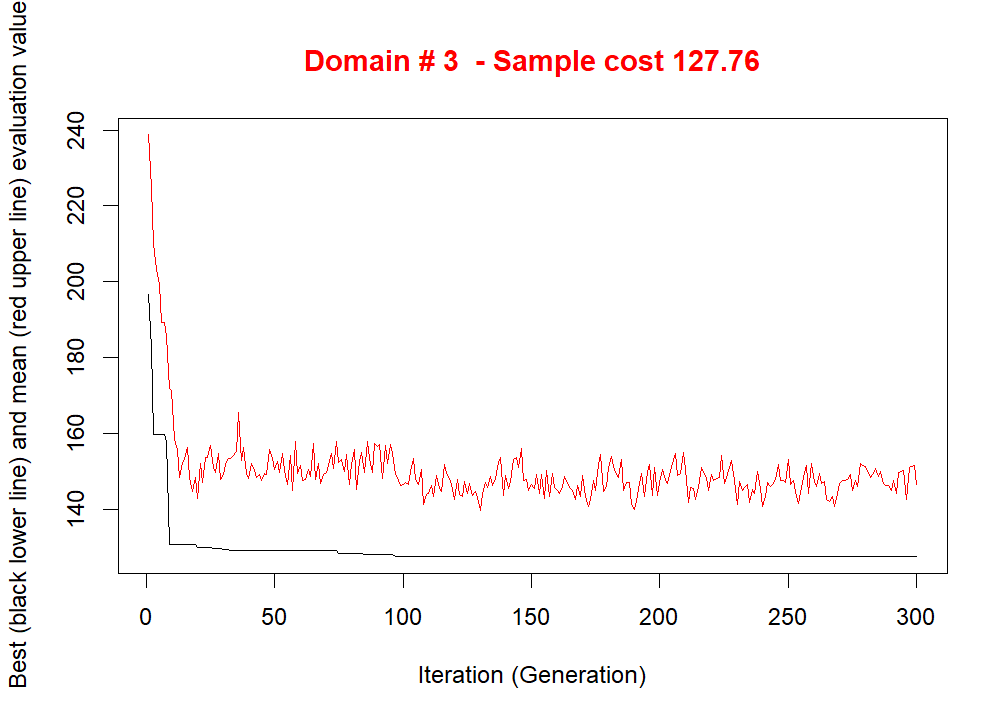 Domain # 3  - Sample cost 127.76
Best (black lower line) and mean (red upper line) evaluation value
240
220
200
180
160
140
0 50 100 150 200 250 300
Iteration (Generation)